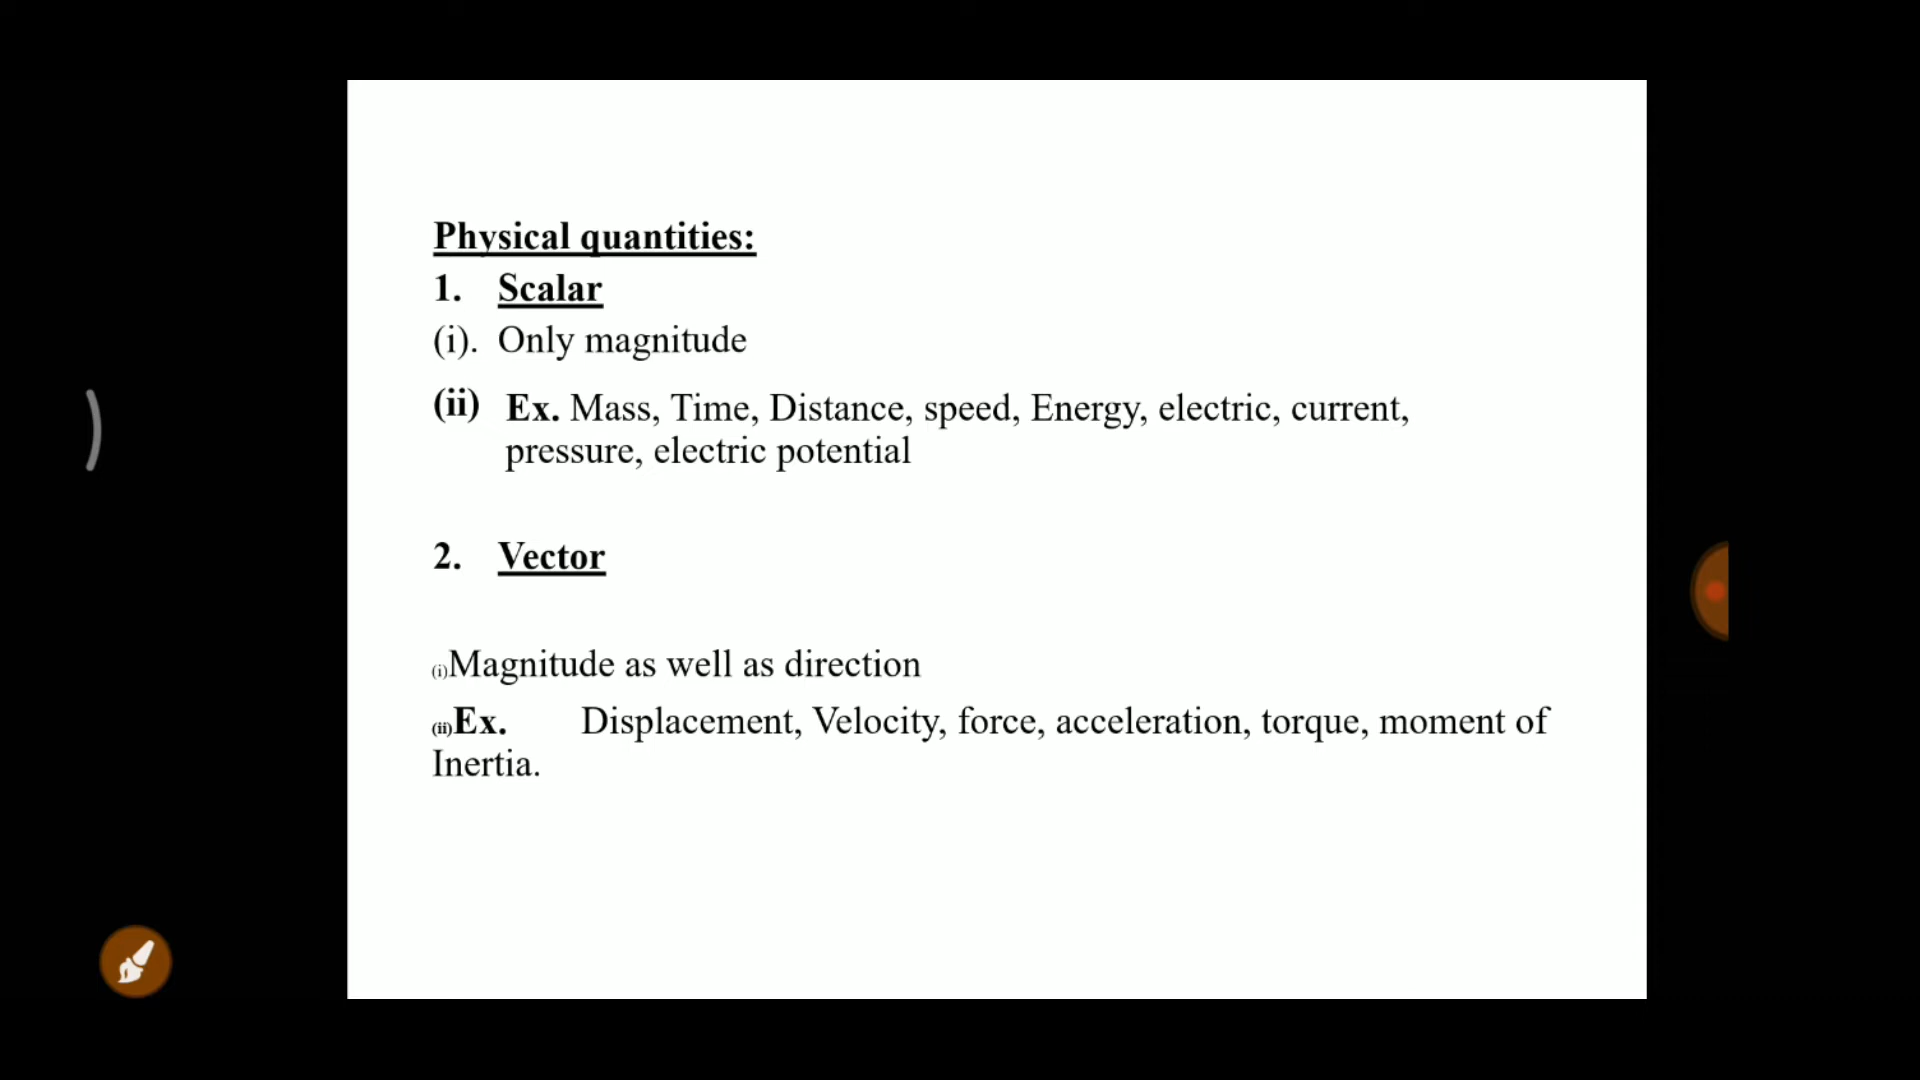 Physical quantities:
1. Scalar
(i). Only magnitude
(ii) Ex. Mass, Time, Distance, speed, Energy, electric, current,
pressure, electric potential
2. Vector
(i)Magnitude as well as direction
(ii)Ex. Displacement, Velocity, force, acceleration, torque, moment of
Inertia.